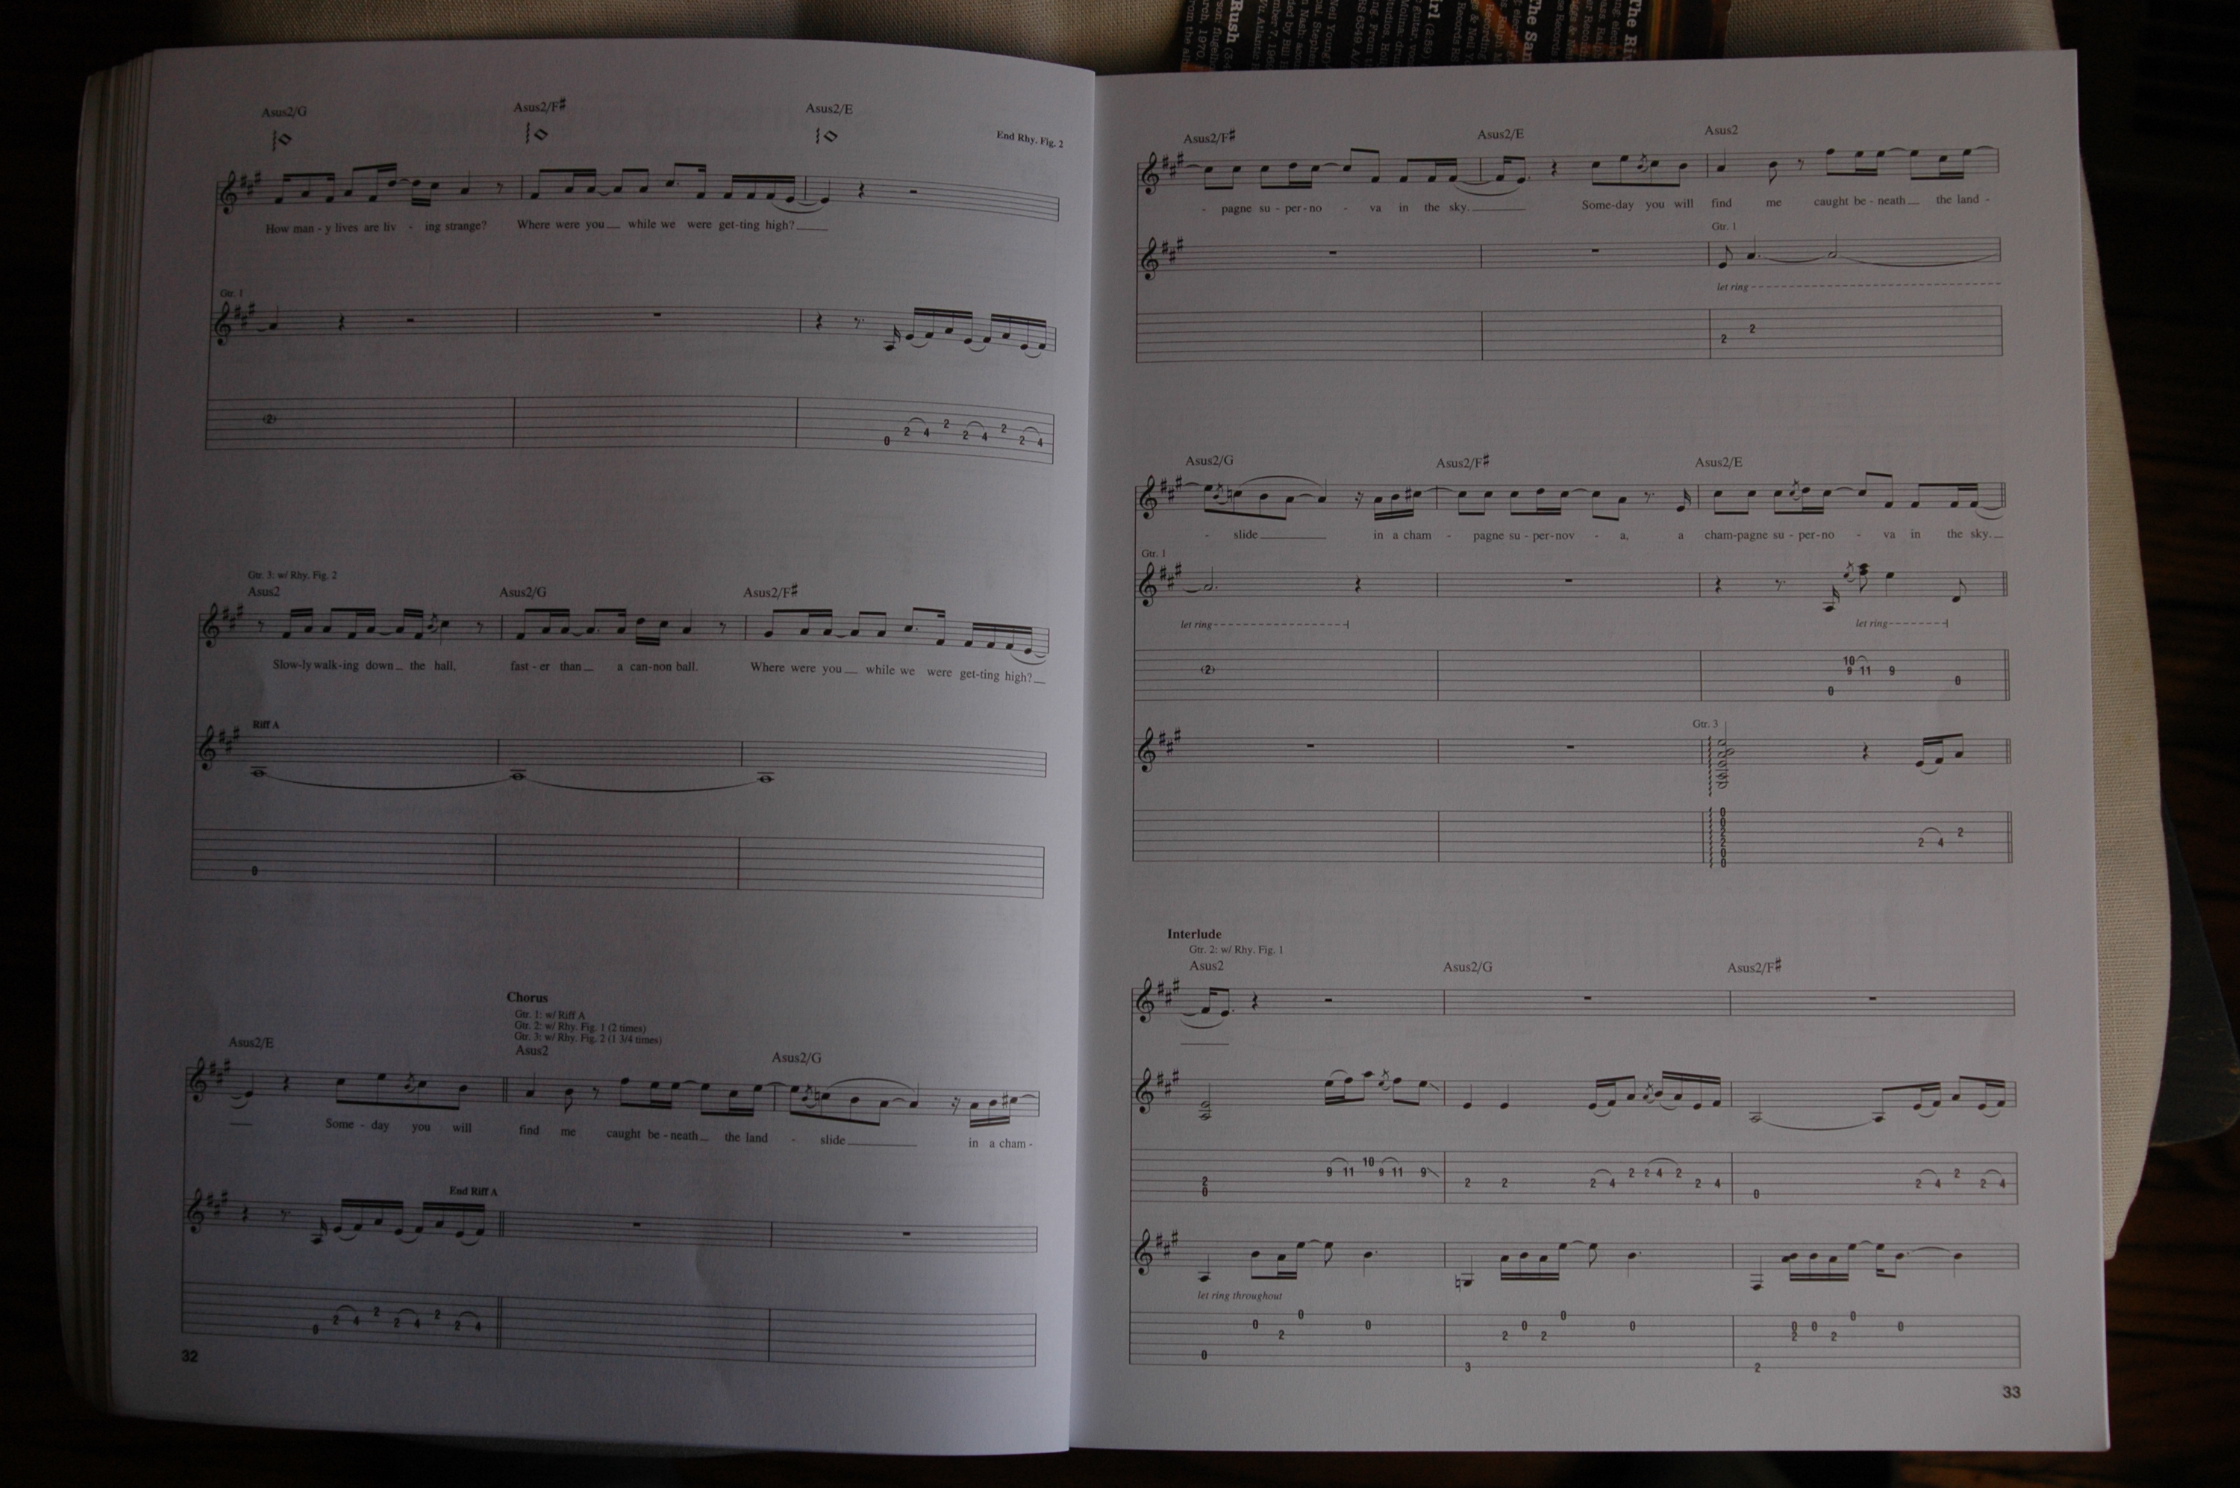 Asus2/G Asus2/F♯ Asus2/E
End Rhy. Fig. 2
How man - y lives are liv - ing strange? Where were you while we were get-ting high?
Gtr. 1
(2)
0 2 4 2 2 4 2 2 4
Gtr. 3: w/ Rhy. Fig. 2
Asus2 Asus2/G Asus2/F♯
Slow-ly walk-ing down the hall, fast - er than a can-non ball. Where were you while we were get-ting high?
Riff A
0
Chorus
Gtr. 1: w/ Riff A
Gtr. 2: w/ Rhy. Fig. 1 (2 times)
Gtr. 3: w/ Rhy. Fig. 2 (1 3/4 times)
Asus2/E Asus2 Asus2/G
Some - day you will find me caught be - neath the land - slide in a cham -
End Riff A
0 2 4 2 2 4 2 2 4
32
The Ri
The San
irl (2:59)
Rush
Asus2/F♯ Asus2/E Asus2
- pagne su - per - no - va in the sky. Some-day you will find me caught be - neath the land -
Gtr. 1
let ring
2 2
Asus2/G Asus2/F♯ Asus2/E
- slide in a cham - pagne su - per-nov - a, a cham-pagne su - per-no - va in the sky.
Gtr. 1
let ring let ring
(2) 0 10 9 11 9 0
Gtr. 3
0
0
2
2
2
0
0
2 4 2
Interlude
Gtr. 2: w/ Rhy. Fig. 1
Asus2 Asus2/G Asus2/F♯
2
0
9 11 10 9 11 9 2 2 2 4 2 2 4 2 2 4 0 2 4 2 2 4
let ring throughout
0 0 2 0 0 3 2 0 2 0 0 2 0 2 0 2 0 0
33